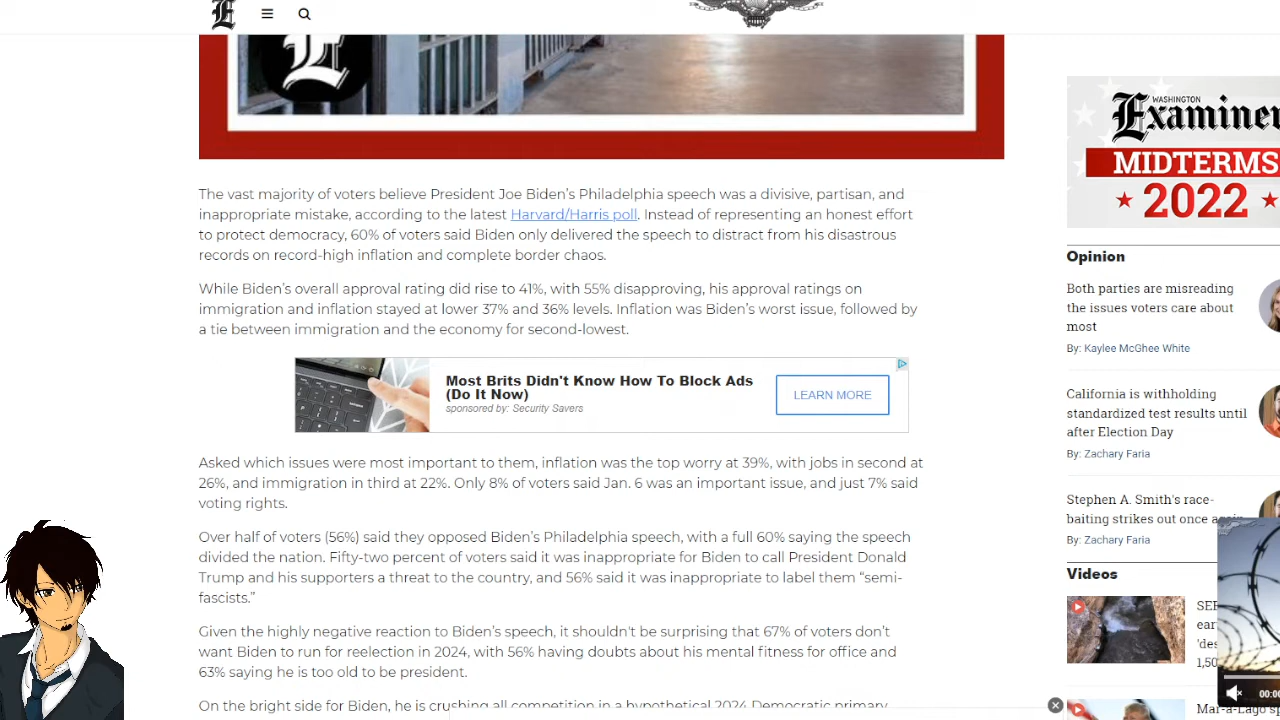 E
E
The vast majority of voters believe President Joe Biden's Philadelphia speech was a divisive, partisan, and
inappropriate mistake, according to the latest Harvard/Harris poll. Instead of representing an honest effort
to protect democracy, 60% of voters said Biden only delivered the speech to distract from his disastrous
records on record-high inflation and complete border chaos.
While Biden's overall approval rating did rise to 41%, with 55% disapproving, his approval ratings on
immigration and inflation stayed at lower 37% and 36% levels. Inflation was Biden's worst issue, followed by
a tie between immigration and the economy for second-lowest.
Most Brits Didn't Know How To Block Ads
(Do It Now)
sponsored by: Security Savers
LEARN MORE
Asked which issues were most important to them, inflation was the top worry at 39%, with jobs in second at
26%, and immigration in third at 22%. Only 8% of voters said Jan. 6 was an important issue, and just 7% said
voting rights.
Over half of voters (56%) said they opposed Biden's Philadelphia speech, with a full 60% saying the speech
divided the nation. Fifty-two percent of voters said it was inappropriate for Biden to call President Donald
Trump and his supporters a threat to the country, and 56% said it was inappropriate to label them “semi-
fascists.”
Given the highly negative reaction to Biden's speech, it shouldn't be surprising that 67% of voters don't
want Biden to run for reelection in 2024, with 56% having doubts about his mental fitness for office and
63% saying he is too old to be president.
On the bright side for Biden, he is crushing all competition in a hypothetical 2024 Democratic primary
WASHINGTON
Examiner
MIDTERMS
2022
Opinion
Both parties are misreading
the issues voters care about
most
By: Kaylee McGhee White
California is withholding
standardized test results until
after Election Day
By: Zachary Faria
Stephen A. Smith's race-
baiting strikes out once again
By: Zachary Faria
Videos
SEE
ear
'de
1,50
00:00
Mar-a-Lago sp